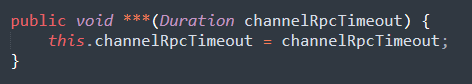 public void ***(Duration channelRpcTimeout) {
    this.channelRpcTimeout = channelRpcTimeout;
}